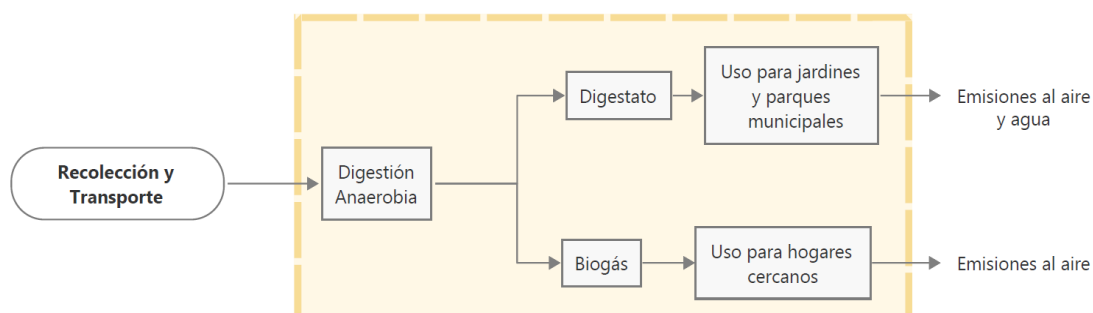 Recolección y
Transporte
Digestión
Anaerobia
Digestato
Uso para jardines
y parques
municipales
Emisiones al aire
y agua
Biogás
Uso para hogares
cercanos
Emisiones al aire